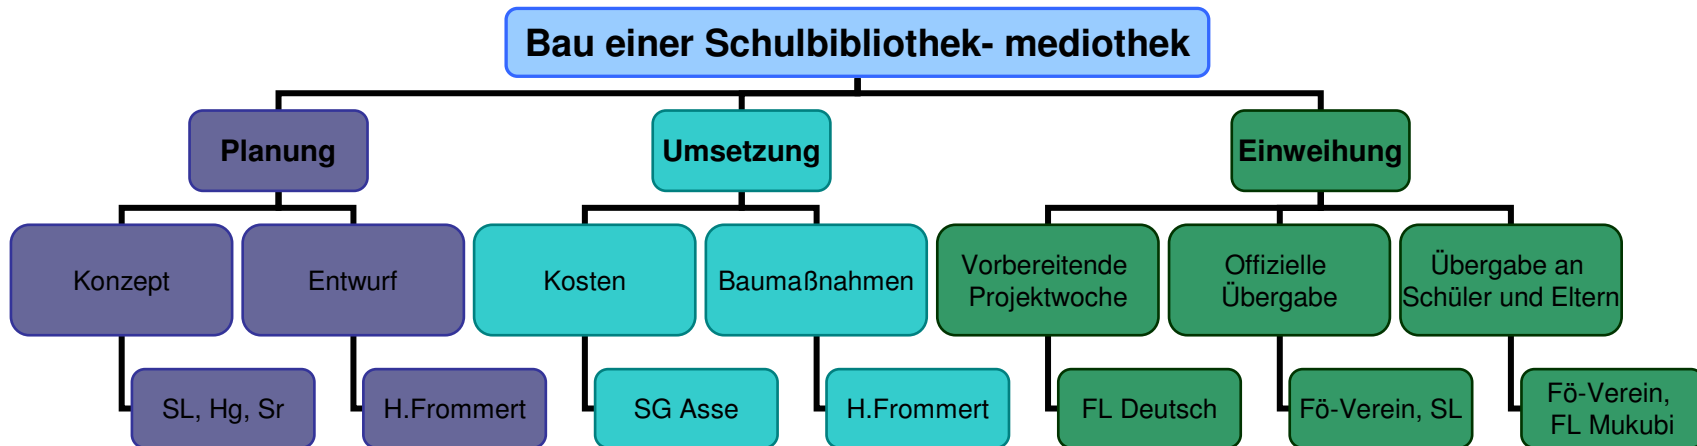 Bau einer Schulbibliothek- mediothek
Planung
Umsetzung
Einweihung
Konzept
Entwurf
Kosten
Baumaßnahmen
Vorbereitende
Projektwoche
Offizielle
Übergabe
Übergabe an
Schüler und Eltern
SL, Hg, Sr
H.Frommert
SG Asse
H.Frommert
FL Deutsch
Fö-Verein, SL
Fö-Verein,
FL Mukubi